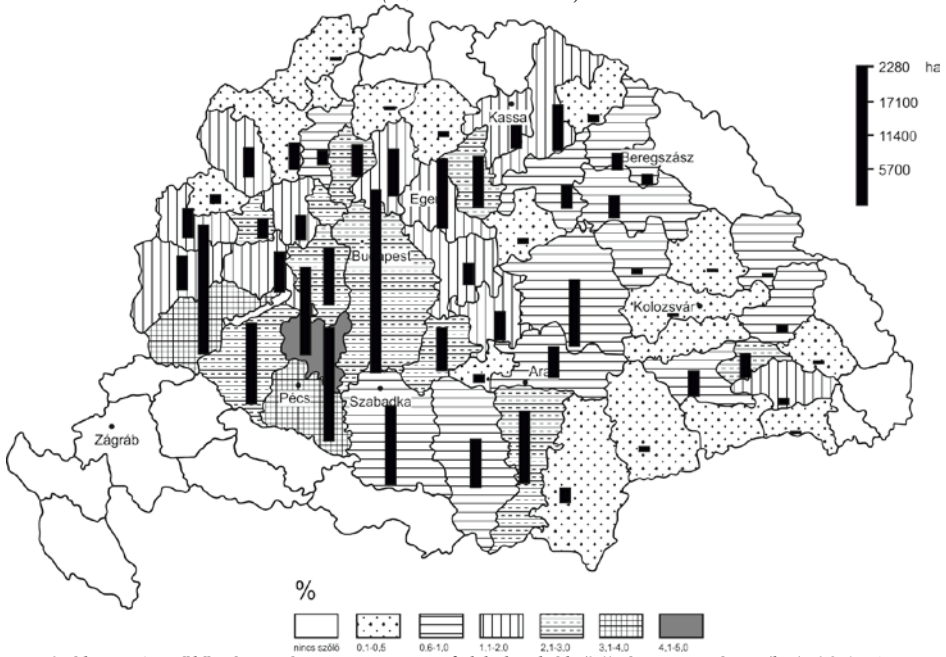 2280 ha
17100
11400
5700
Kassa
Beregszász
Eger
Budapest
Kolozsvár
Ara
Pécs
Szabadka
Zágráb
%
nincs szőlő 0,1-0,5 0,6-1,0 1,1-2,0 2,1-3,0 3,1-4,0 4,1-5,0